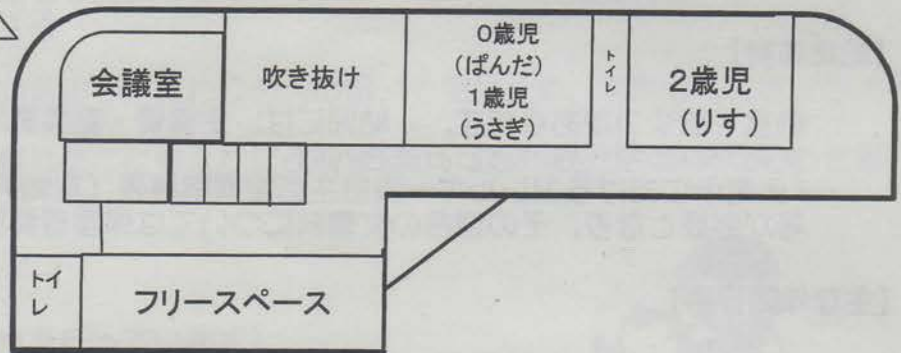 会議室
吹き抜け
0歳児
(ぱんだ)
1歳児
(うさぎ)
トイレ
2歳児
(りす)
トイ
レ
フリースペース